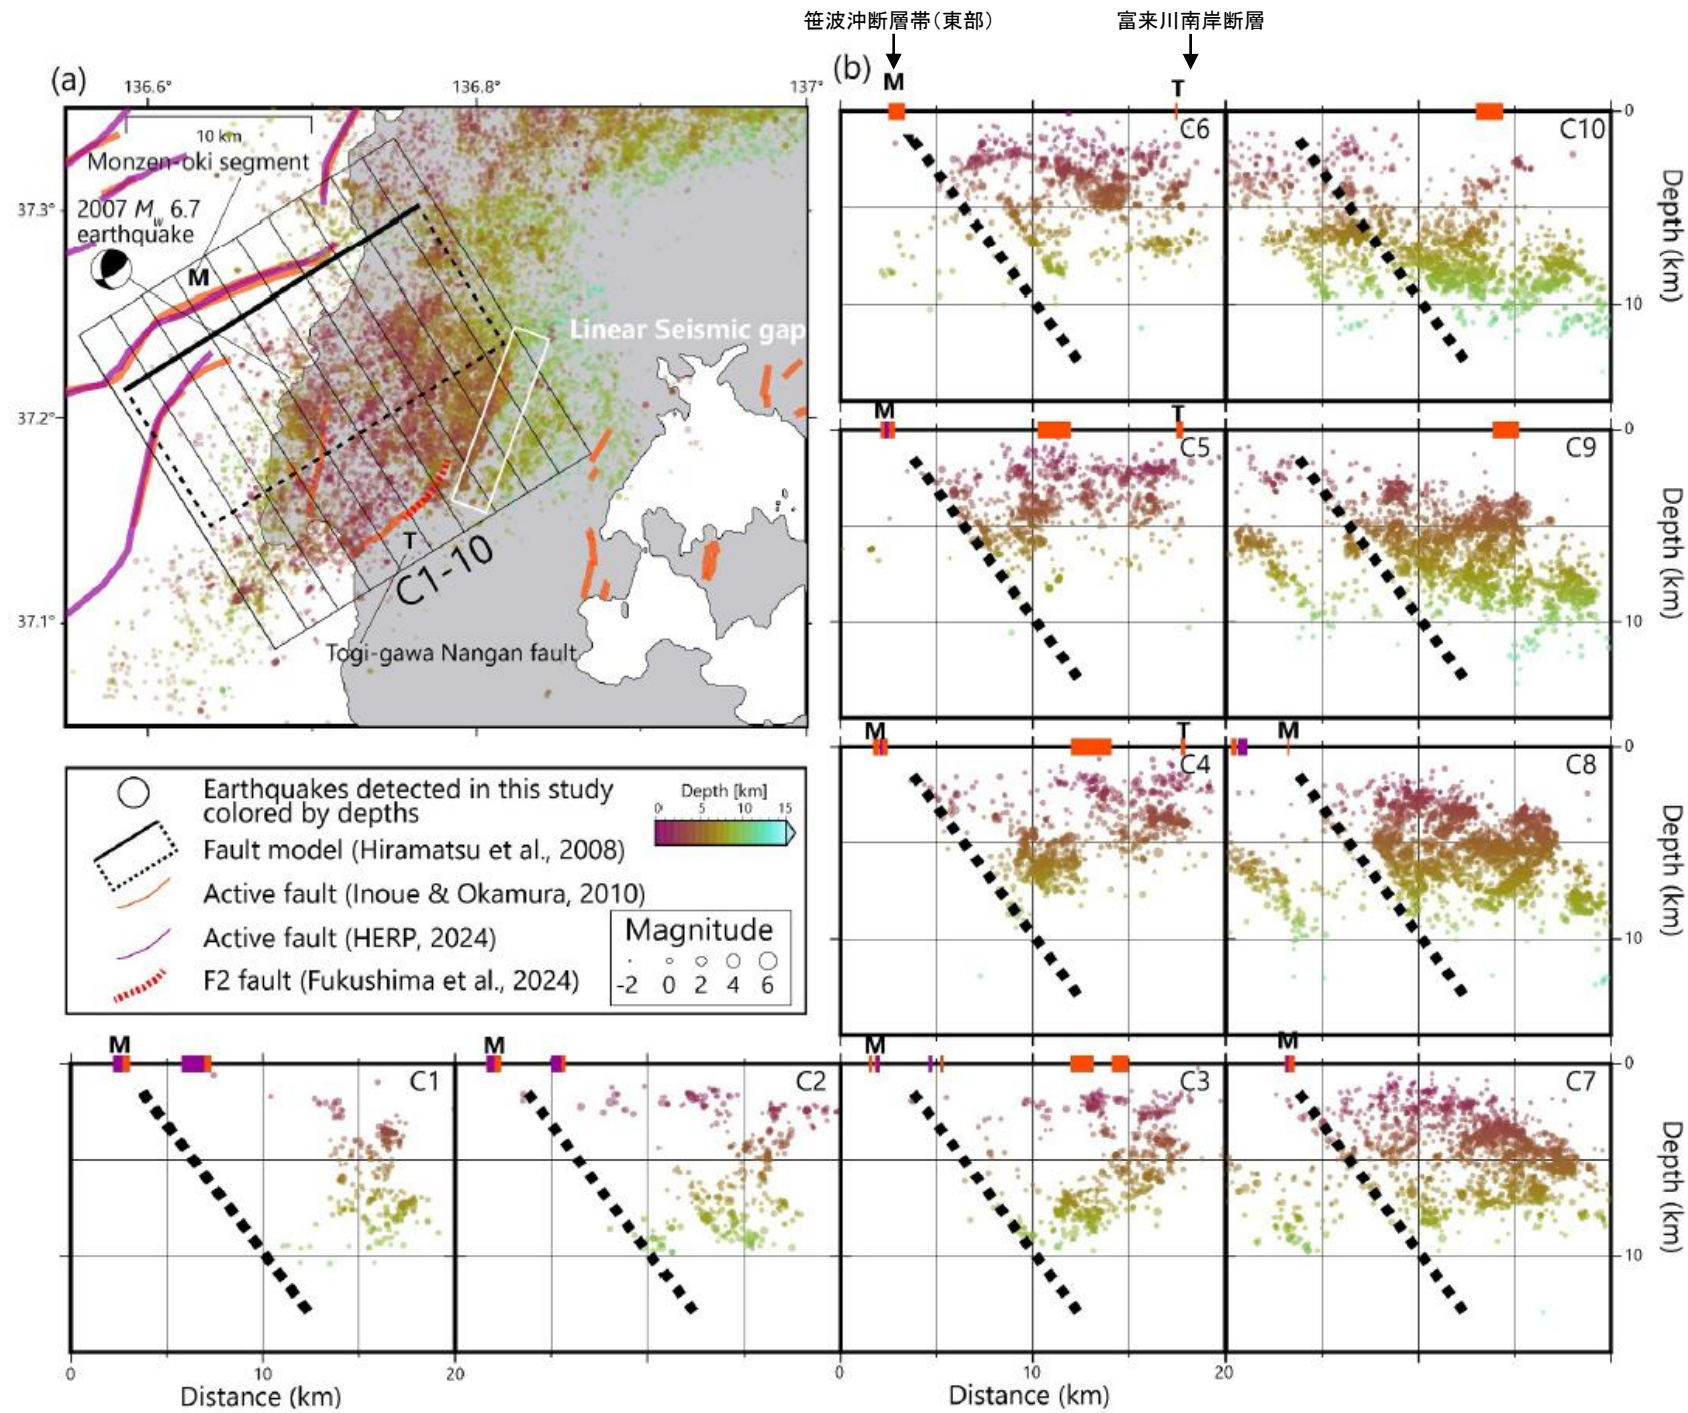 笹波沖断層帯（東部）
富来川南岸断層
(a)
136.6°
136.8°
137°
10 km
Monzen-oki segment
37.3°
2007 Mw 6.7
earthquake
M
Linear Seismic gap
37.2°
T
C1-10
37.1°
Togi-gawa Nangan fault
Earthquakes detected in this study
colored by depths
Fault model (Hiramatsu et al., 2008)
Active fault (Inoue & Okamura, 2010)
Active fault (HERP, 2024)
F2 fault (Fukushima et al., 2024)
Depth [km]
0 5 10 15
Magnitude
-2 0 2 4 6
(b)
M
T
C6
C10
0
10
Depth (km)
M
T
C5
C9
0
10
Depth (km)
M
T
C4
M
C8
0
10
Depth (km)
M
C1
M
C2
M
C3
M
C7
0
10
Depth (km)
0 10 20
Distance (km)
0 10 20
Distance (km)